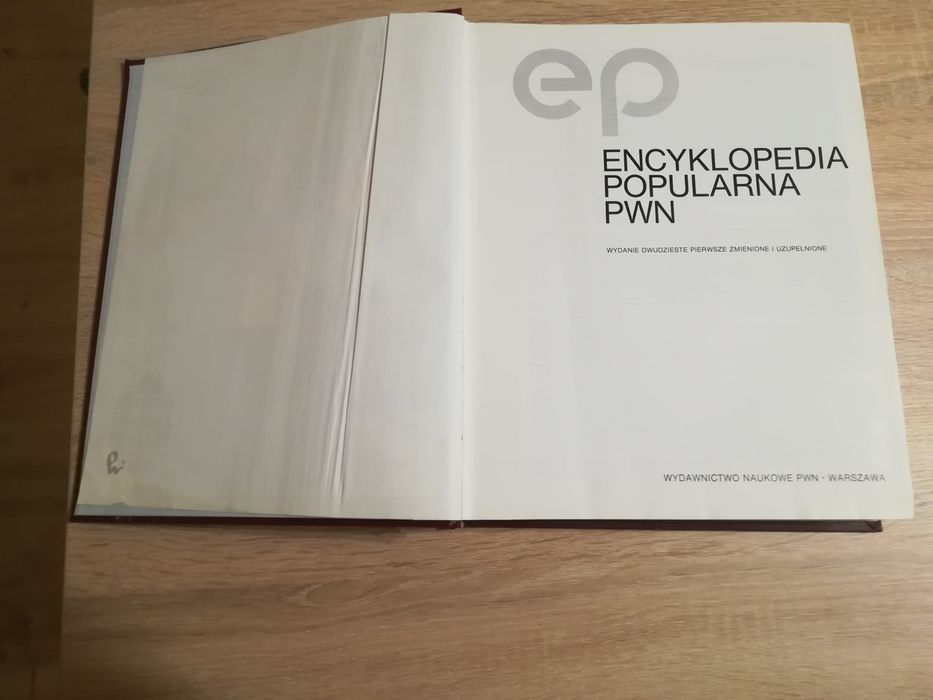 ep
ENCYKLOPEDIA
POPULARNA
PWN
WYDANIE DWUDZIESTE PIERWSZE ZMIENIONE I UZUPEŁNIONE
WYDAWNICTWO NAUKOWE PWN • WARSZAWA